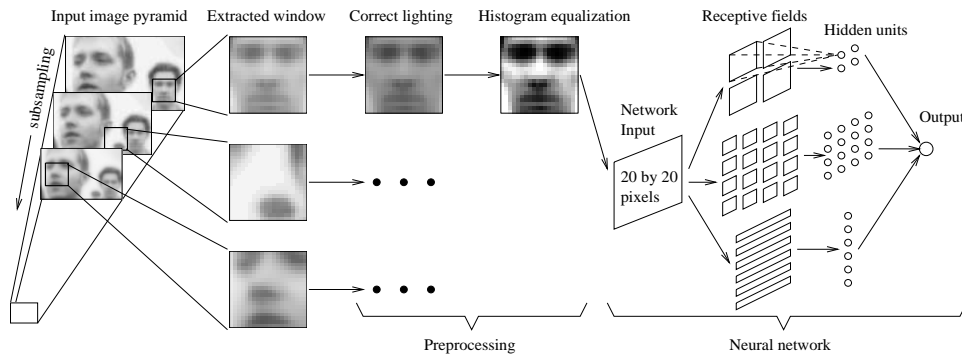 Input image pyramid
Extracted window
Correct lighting
Histogram equalization
Receptive fields
Hidden units
subsampling
Network
Input
Output
20 by 20
pixels
Preprocessing
Neural network